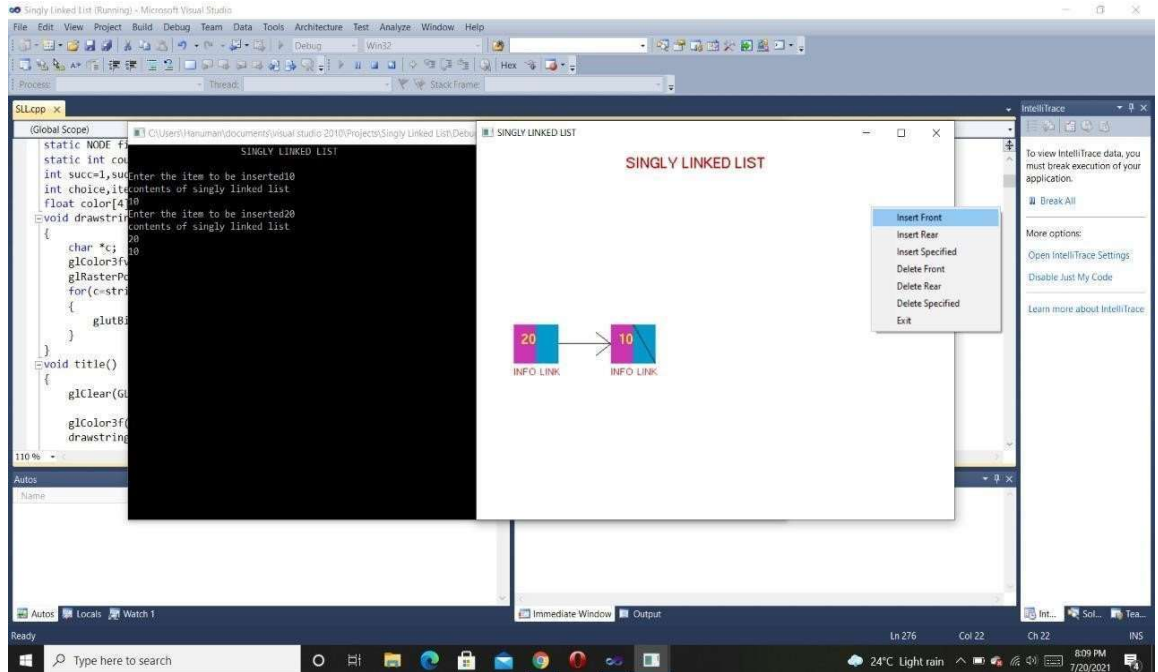 Singly Linked List (Running) - Microsoft Visual Studio
File Edit View Project Build Debug Team Data Tools Architecture Test Analyze Window Help
Debug Win32
Hex
Process: Thread: Stack Frame:
SLL.cpp
(Global Scope)
static NODE fi
static int cou
int succ=1,suc
int choice,ite
float color[4]
void drawstrin
{
char *c;
glColor3fv
glRasterPo
for(c=stri
{
glutBi
}
}
void title()
{
glClear(GL
glColor3f(
drawstring
110 %
C:\Users\Hanuman\documents\visual studio 2010\Projects\Singly Linked List\Debu
SINGLY LINKED LIST
Enter the item to be inserted10
contents of singly linked list
10
Enter the item to be inserted20
contents of singly linked list
20
10
SINGLY LINKED LIST
SINGLY LINKED LIST
Insert Front
Insert Rear
Insert Specified
Delete Front
Delete Rear
Delete Specified
Exit
20 10
INFO LINK INFO LINK
IntelliTrace
To view IntelliTrace data, you
must break execution of your
application.
Break All
More options:
Open IntelliTrace Settings
Disable Just My Code
Learn more about IntelliTrace
Autos
Name
Autos Locals Watch 1
Immediate Window Output
Int... Sol... Tea...
Ready Ln 276 Col 22 Ch 22 INS
Type here to search
24°C Light rain
8:09 PM
7/20/2021